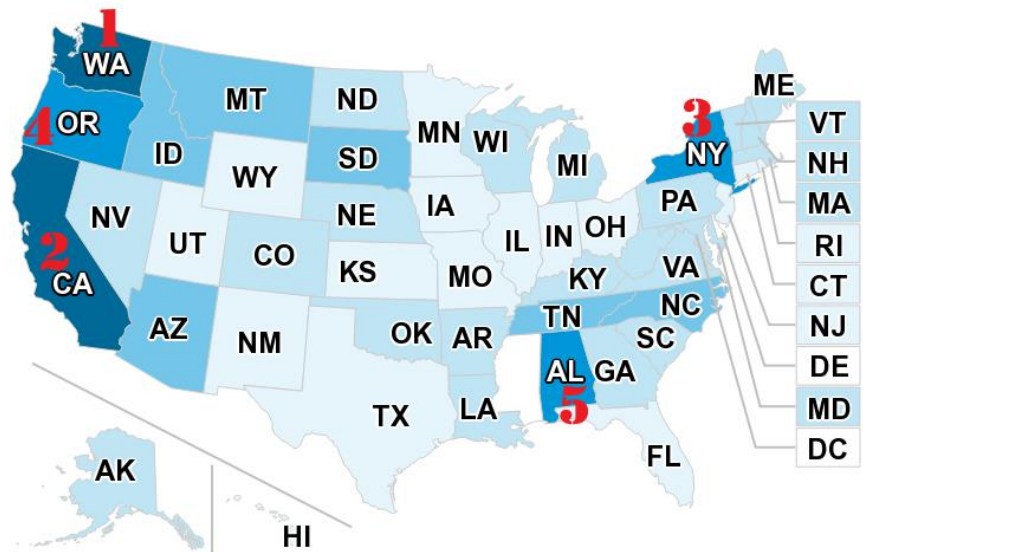 1
WA
MT
ND
MN
ME
4 OR
ID
SD
WI
MI
3
NY
VT
NH
WY
NV
UT
CO
NE
IA
IL
IN
OH
PA
MA
RI
2
CA
KS
MO
KY
VA
CT
AZ
NM
OK
AR
TN
NC
SC
NJ
DE
TX
LA
AL
5
GA
FL
MD
DC
AK
HI